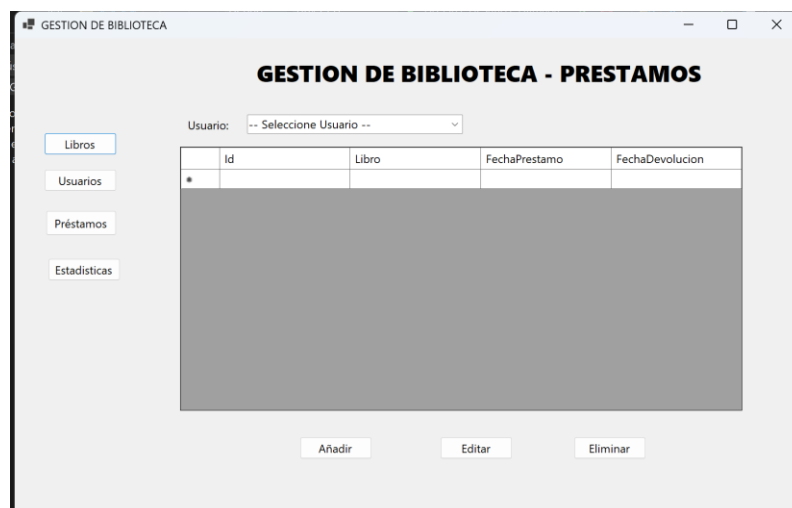 GESTION DE BIBLIOTECA
GESTION DE BIBLIOTECA - PRESTAMOS
Usuario: -- Seleccione Usuario --
Libros
Usuarios
Préstamos
Estadisticas
Id Libro FechaPrestamo FechaDevolucion
Añadir Editar Eliminar